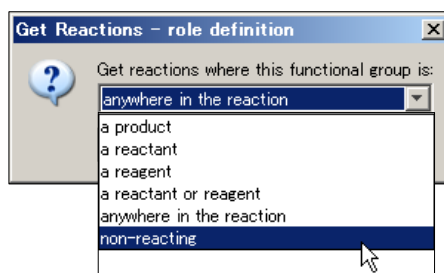 Get Reactions - role definition
Get reactions where this functional group is:
anywhere in the reaction
a product
a reactant
a reagent
a reactant or reagent
anywhere in the reaction
non-reacting